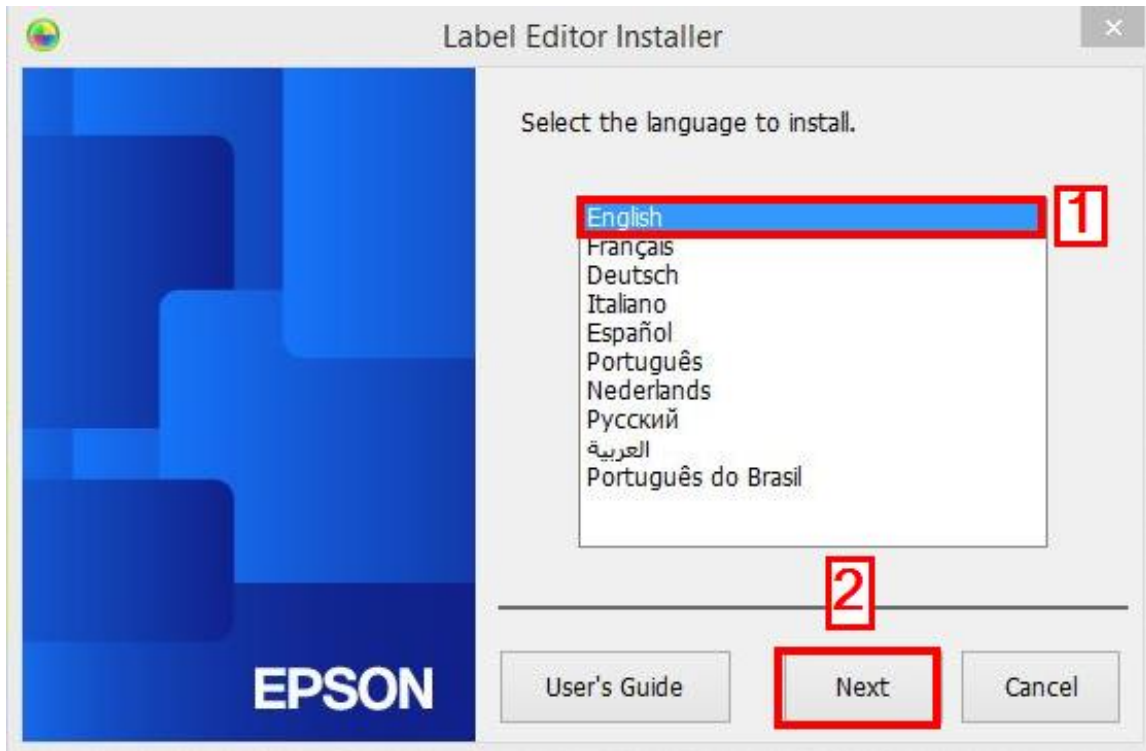 Label Editor Installer
Select the language to install.
English
1
Français
Deutsch
Italiano
Español
Português
Nederlands
Русский
العربية
Português do Brasil
2
EPSON
User's Guide
Next
Cancel